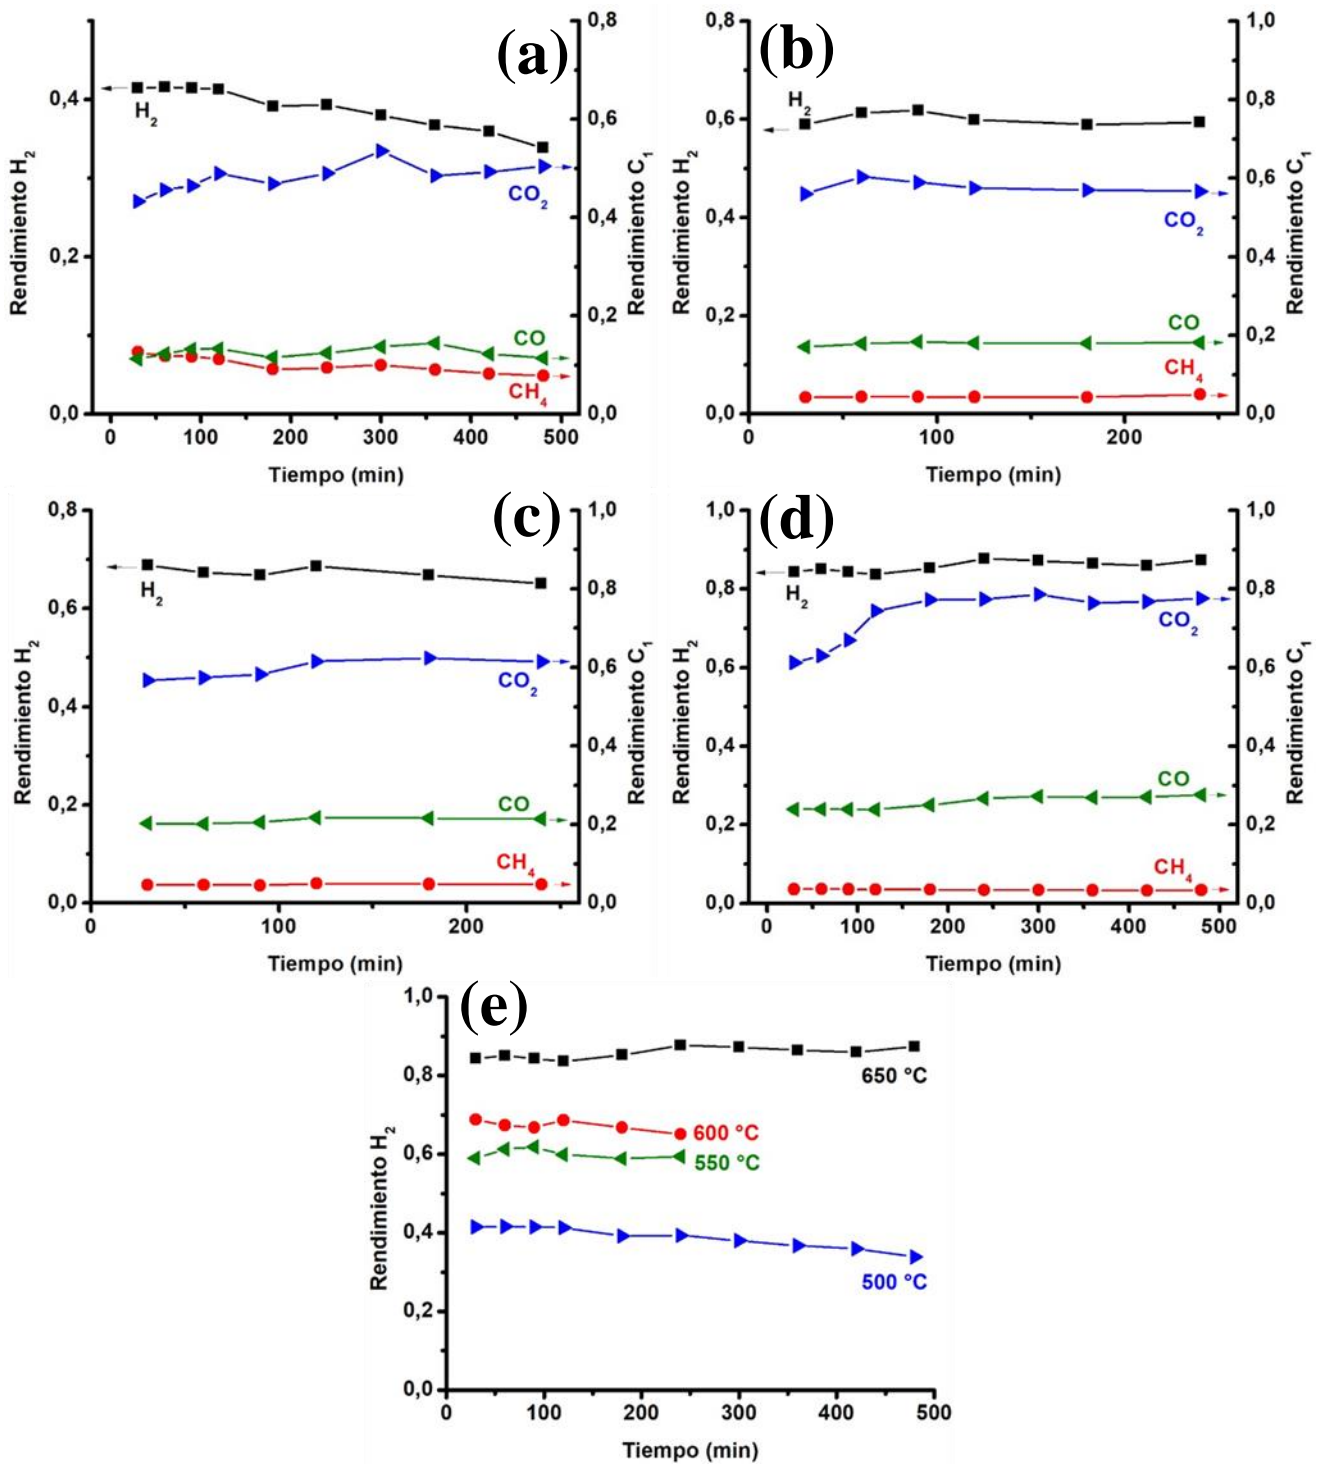 (a)
0,4
0,2
0,0
0,8
0,6
0,4
0,2
0,0
H2
CO2
CO
CH4
Rendimiento H2
Rendimiento C1
0 100 200 300 400 500
Tiempo (min)
(b)
0,8
0,6
0,4
0,2
0,0
1,0
0,8
0,6
0,4
0,2
0,0
H2
CO2
CO
CH4
Rendimiento H2
Rendimiento C1
0 100 200
Tiempo (min)
(c)
0,8
0,6
0,4
0,2
0,0
1,0
0,8
0,6
0,4
0,2
0,0
H2
CO2
CO
CH4
Rendimiento H2
Rendimiento C1
0 100 200
Tiempo (min)
(d)
1,0
0,8
0,6
0,4
0,2
0,0
1,0
0,8
0,6
0,4
0,2
0,0
H2
CO2
CO
CH4
Rendimiento H2
Rendimiento C1
0 100 200 300 400 500
Tiempo (min)
(e)
1,0
0,8
0,6
0,4
0,2
0,0
650 °C
600 °C
550 °C
500 °C
Rendimiento H2
0 100 200 300 400 500
Tiempo (min)